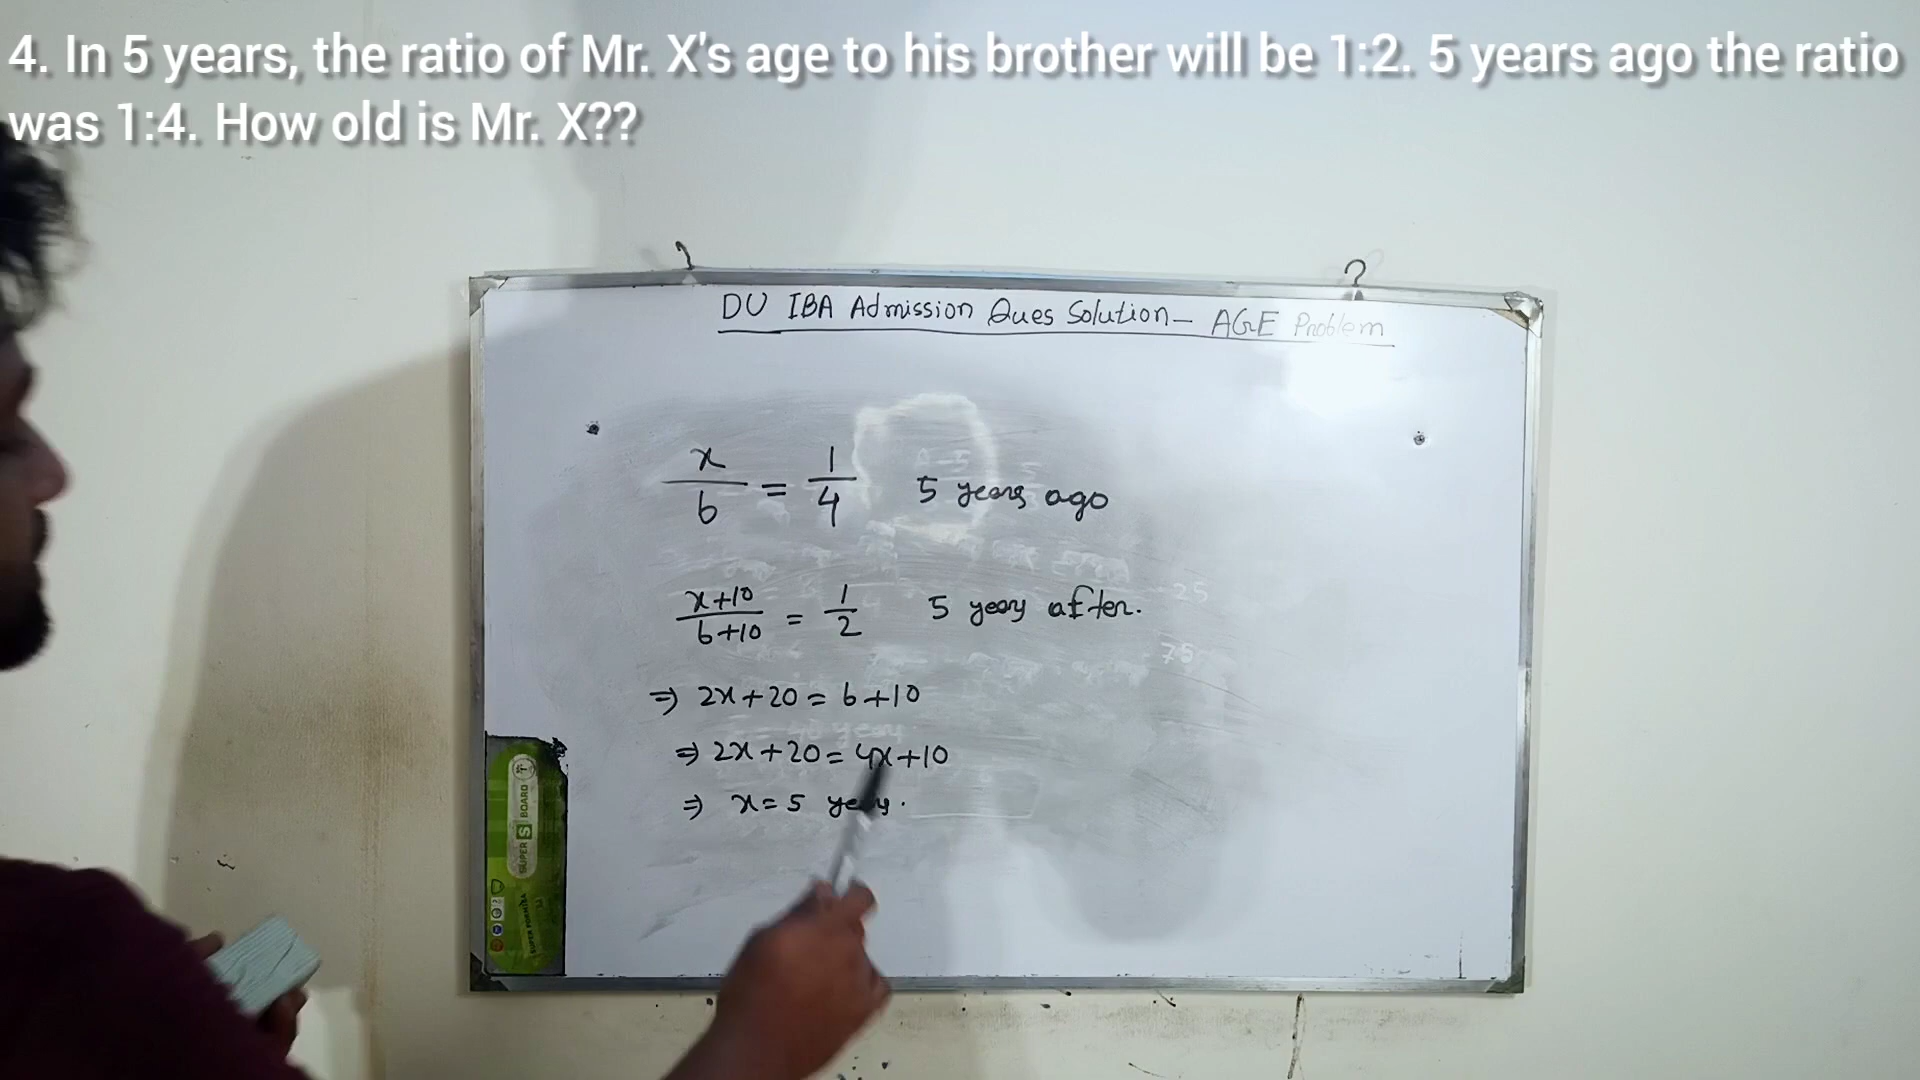 4. In 5 years, the ratio of Mr. X's age to his brother will be 1:2. 5 years ago the ratio
was 1:4. How old is Mr. X??
DU IBA Admission Ques Solution - AGE Problem
x/b = 1/4 5 years ago
x+10/b+10 = 1/2 5 years after.
⇒ 2x+20 = b+10
⇒ 2x+20 = 4x+10
⇒ x = 5 years.
SUPER S BOARD